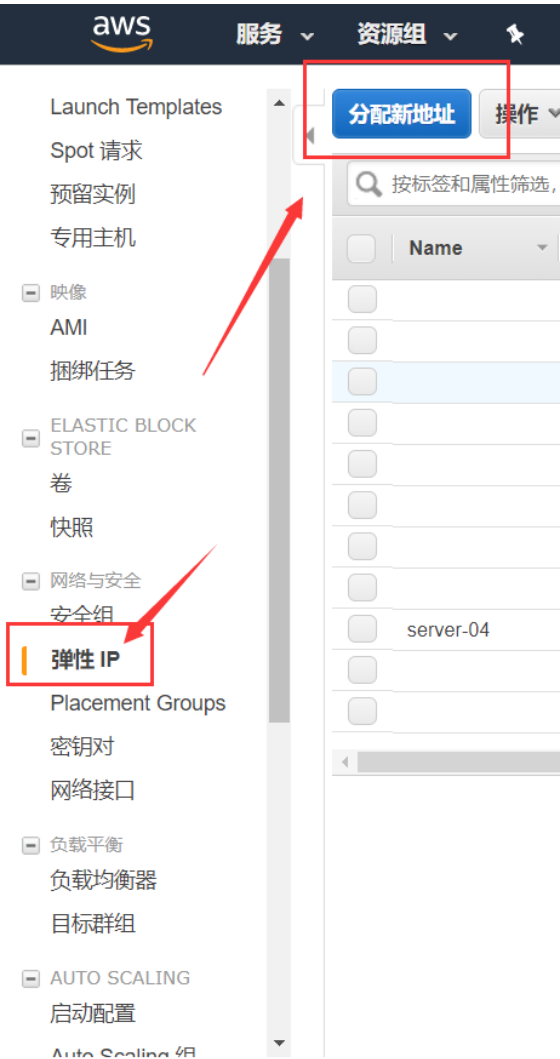 aws 服务 资源组
Launch Templates
Spot 请求
预留实例
专用主机
映像
AMI
捆绑任务
ELASTIC BLOCK
STORE
卷
快照
网络与安全
安全组
弹性 IP
Placement Groups
密钥对
网络接口
负载平衡
负载均衡器
目标群组
AUTO SCALING
启动配置
Auto Scaling 组
分配新地址 操作
按标签和属性筛选，
Name
server-04